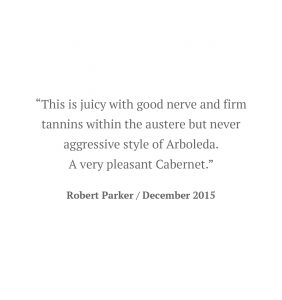 “This is juicy with good nerve and firm
tannins within the austere but never
aggressive style of Arboleda.
A very pleasant Cabernet.”
Robert Parker / December 2015